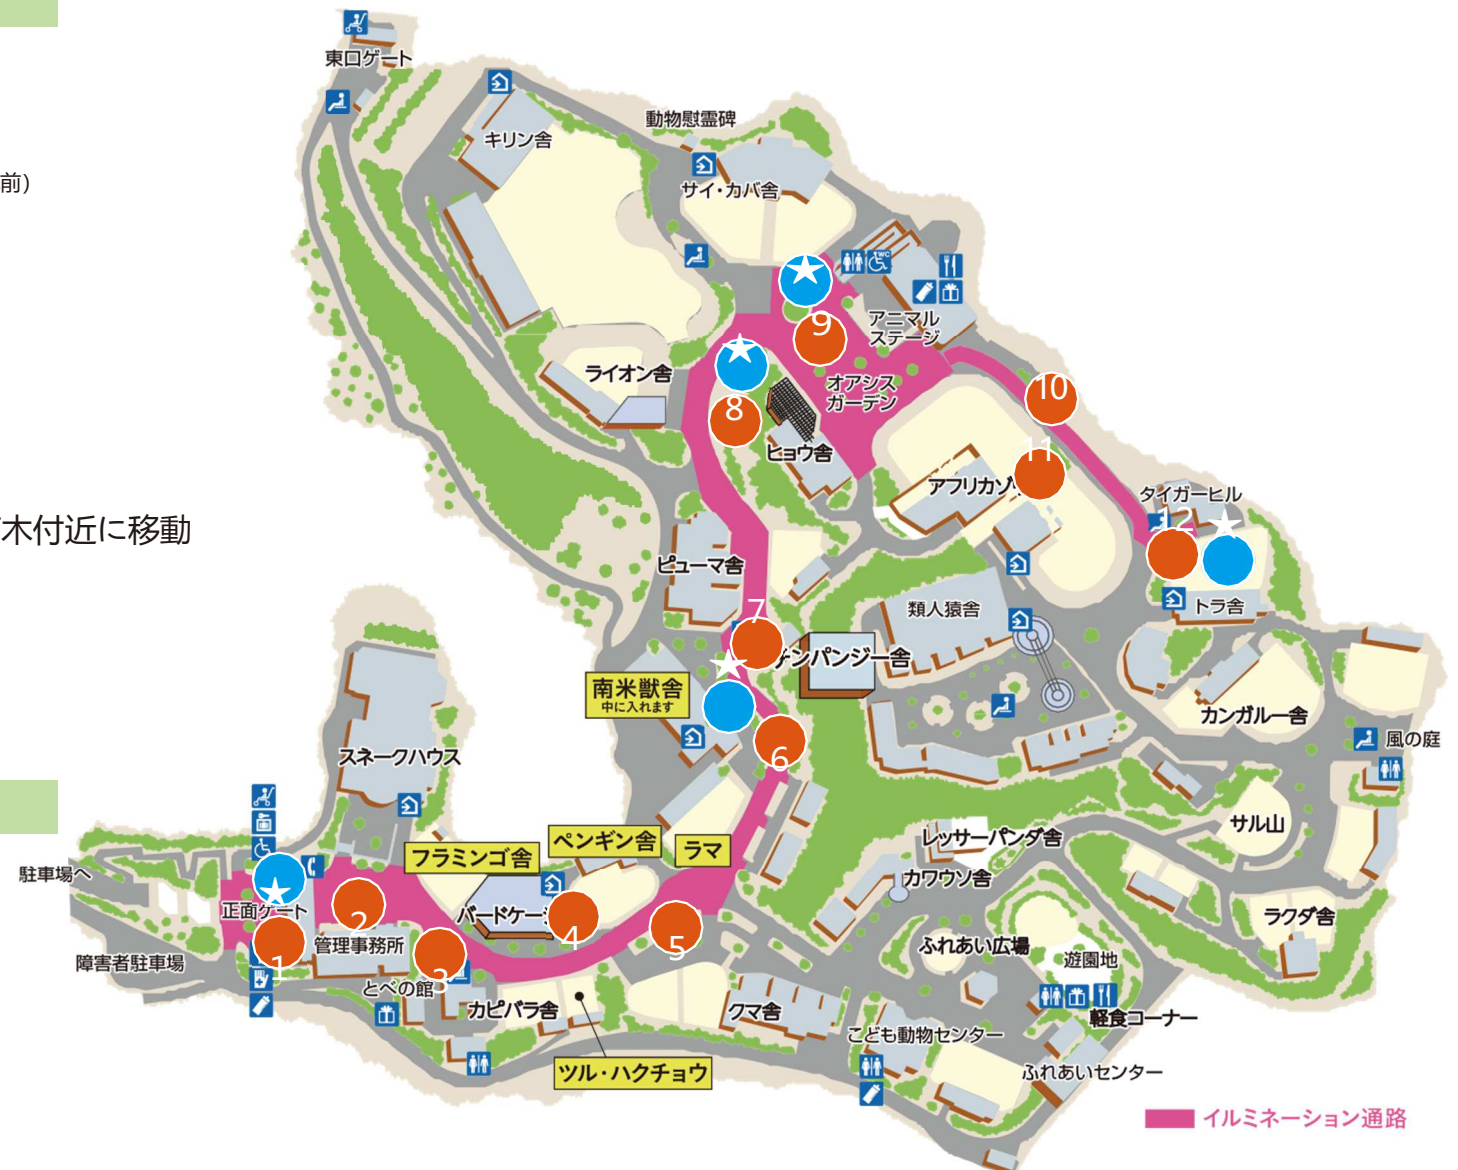 東口ゲート
動物慰霊碑
キリン舎
前)
サイ・カバ舎
WC
9
アニマル
ステージ
ライオン舎
オアシス
ガーデン
10
8
ヒョウ舎
11
アフリカゾ
タイガーヒル
12
木付近に移動
ピューマ舎
トラ舎
類人猿舎
7
チンパンジー舎
南米獣舎
中に入れます
カンガルー舎
風の庭
スネークハウス
6
サル山
レッサーパンダ舎
フラミンゴ舎
ペンギン舎
ラマ
駐車場へ
カワウソ舎
正面ゲート
2
バードケージ
4
5
ラクダ舎
ふれあい広場
管理事務所
障害者駐車場
1
遊園地
3
とべの館
カピバラ舎
クマ舎
軽食コーナー
こども動物センター
ツル・ハクチョウ
ふれあいセンター
イルミネーション通路